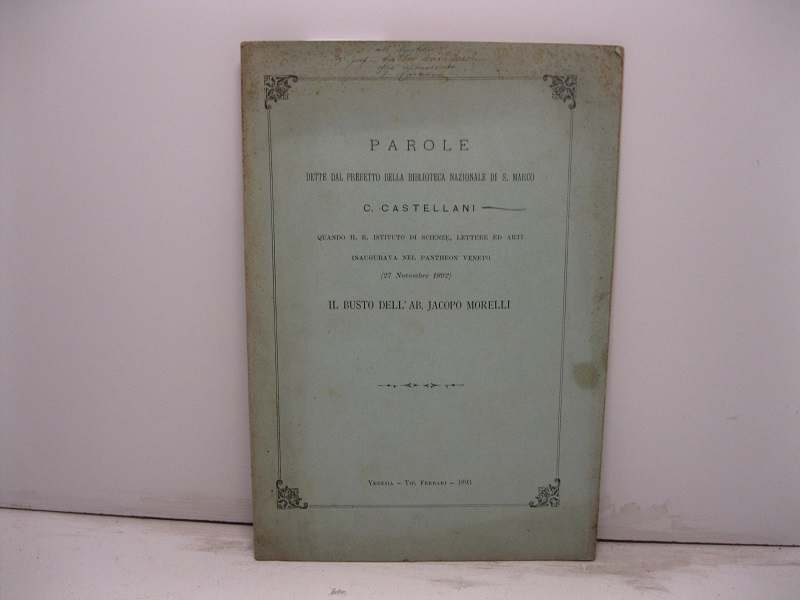 PAROLE
DETTE DAL PREFETTO DELLA BIBLIOTECA NAZIONALE DI S. MARCO
C. CASTELLANI
QUANDO IL R. ISTITUTO DI SCIENZE, LETTERE ED ARTI
INAUGURAVA NEL PANTHEON VENETO
(27 Novembre 1892)
IL BUSTO DELL' AB. JACOPO MORELLI
VENEZIA – TIP. FERRARI – 1893